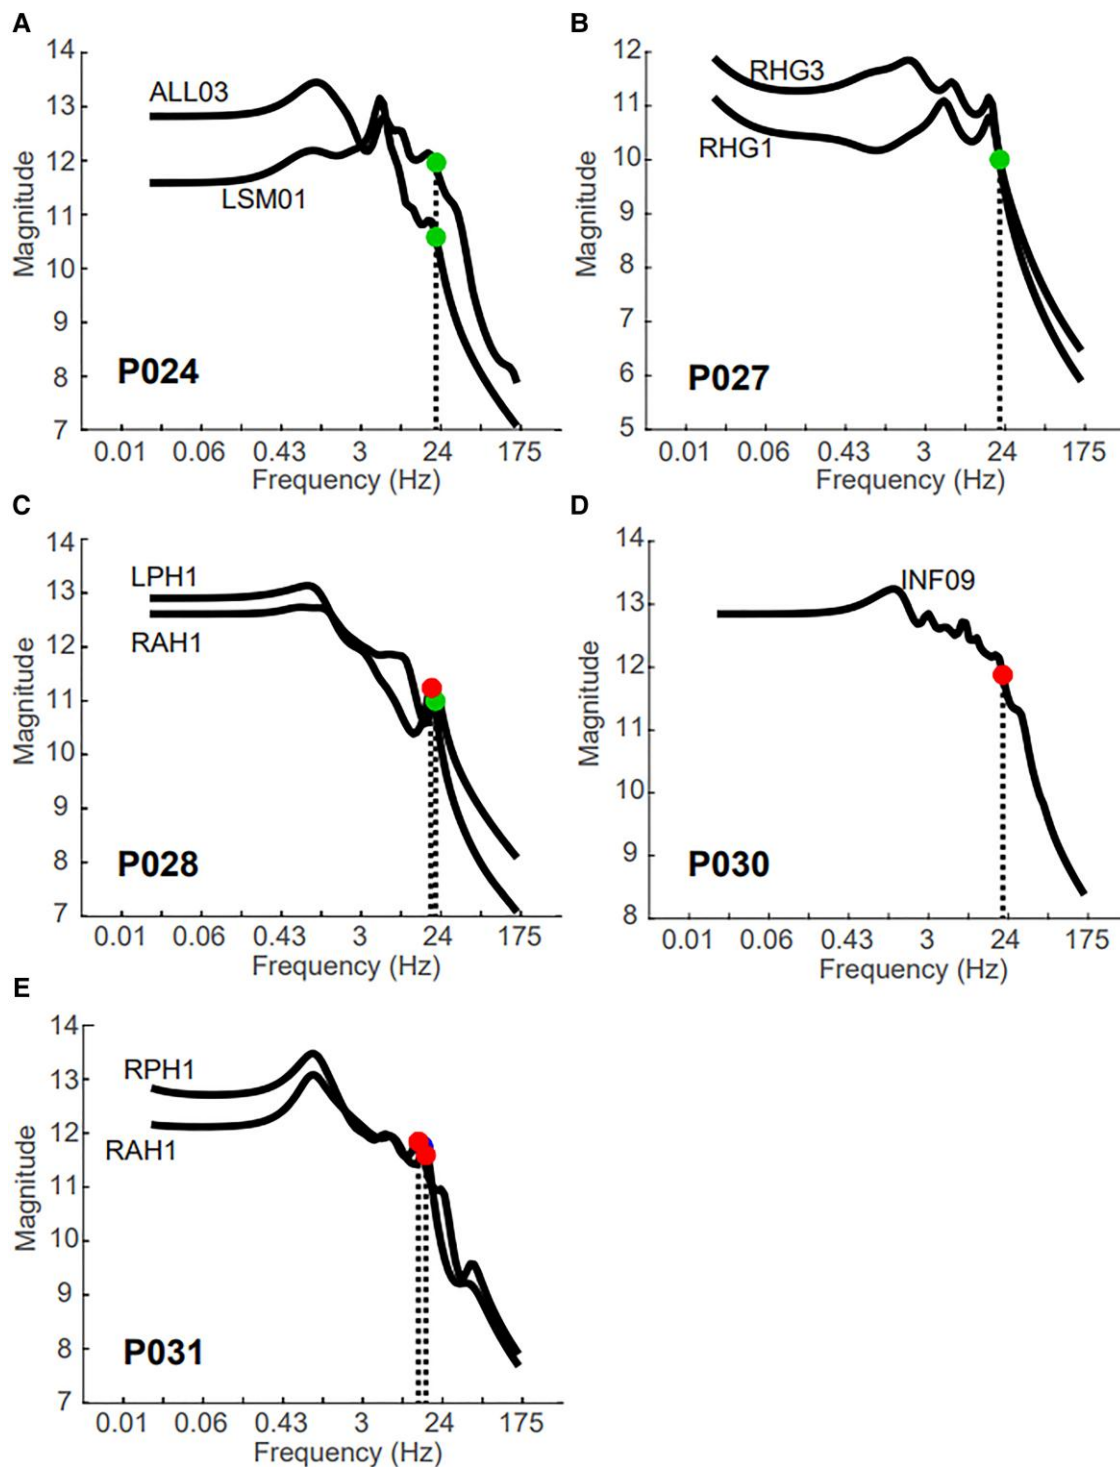 A
Magnitude
14
13
12
11
10
9
8
7
ALL03
LSM01
P024
0.01 0.06 0.43 3 24 175
Frequency (Hz)
B
Magnitude
12
11
10
9
8
7
6
5
RHG3
RHG1
P027
0.01 0.06 0.43 3 24 175
Frequency (Hz)
C
Magnitude
14
13
12
11
10
9
8
7
LPH1
RAH1
P028
0.01 0.06 0.43 3 24 175
Frequency (Hz)
D
Magnitude
14
13
12
11
10
9
8
INF09
P030
0.01 0.06 0.43 3 24 175
Frequency (Hz)
E
Magnitude
14
13
12
11
10
9
8
7
RPH1
RAH1
P031
0.01 0.06 0.43 3 24 175
Frequency (Hz)